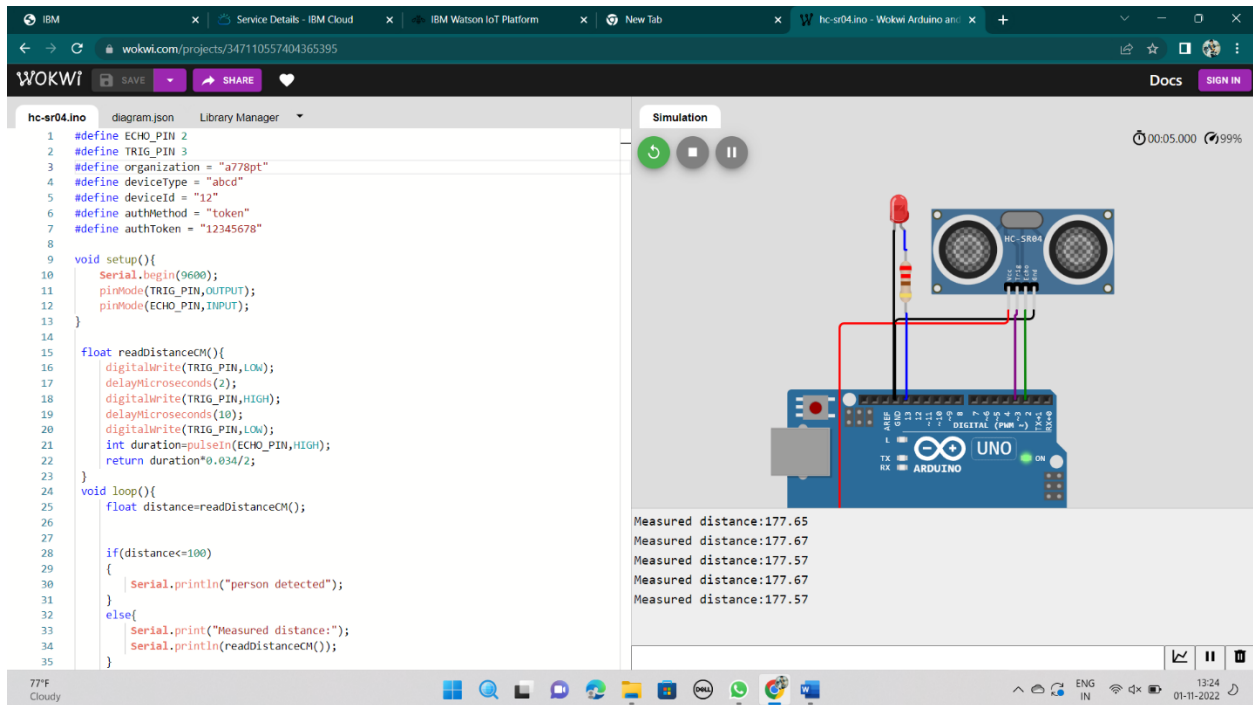 IBM
Service Details - IBM Cloud
IBM Watson IoT Platform
New Tab
hc-sr04.ino - Wokwi Arduino and
wokwi.com/projects/347110557404365395
WOKWi
SAVE
SHARE
Docs
SIGN IN
hc-sr04.ino
diagram.json
Library Manager
1 #define ECHO_PIN 2
2 #define TRIG_PIN 3
3 #define organization = "a778pt"
4 #define deviceType = "abcd"
5 #define deviceId = "12"
6 #define authMethod = "token"
7 #define authToken = "12345678"
8
9 void setup(){
10 Serial.begin(9600);
11 pinMode(TRIG_PIN,OUTPUT);
12 pinMode(ECHO_PIN,INPUT);
13 }
14
15 float readDistanceCM(){
16 digitalWrite(TRIG_PIN,LOW);
17 delayMicroseconds(2);
18 digitalWrite(TRIG_PIN,HIGH);
19 delayMicroseconds(10);
20 digitalWrite(TRIG_PIN,LOW);
21 int duration=pulseIn(ECHO_PIN,HIGH);
22 return duration*0.034/2;
23 }
24 void loop(){
25 float distance=readDistanceCM();
26
27
28 if(distance<=100)
29 {
30 Serial.println("person detected");
31 }
32 else{
33 Serial.print("Measured distance:");
34 Serial.println(readDistanceCM());
35 }
Simulation
00:05.000 99%
HC-SR04
Vcc
Trig
Echo
Gnd
AREF
GND
13
12
~11
~10
~9
8
7
~6
~5
4
~3
2
TX→1
RX←0
DIGITAL (PWM ~)
L
TX
RX
ARDUINO
UNO
ON
Measured distance:177.65
Measured distance:177.67
Measured distance:177.57
Measured distance:177.67
Measured distance:177.57
77°F
Cloudy
DELL
ENG
IN
13:24
01-11-2022